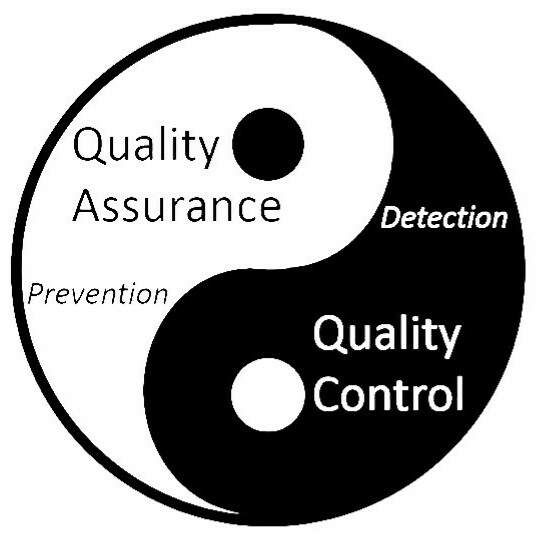 Quality
Assurance
Detection
Prevention
Quality
Control